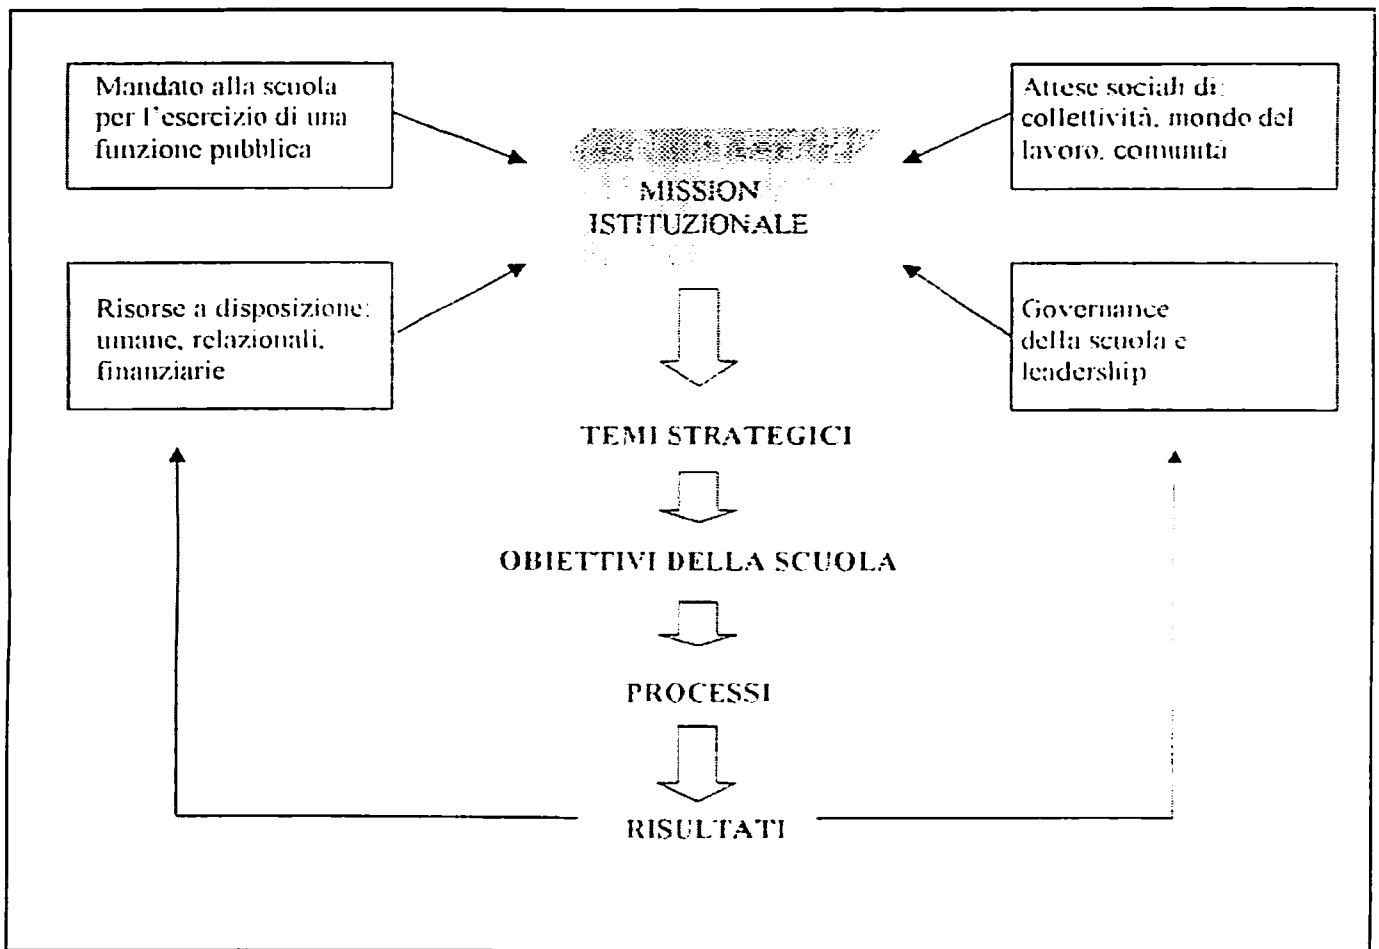 Mandato alla scuola
per l'esercizio di una
funzione pubblica
Attese sociali di:
collettività, mondo del
lavoro, comunità
MISSION
ISTITUZIONALE
Risorse a disposizione:
umane, relazionali,
finanziarie
Governance
della scuola e
leadership
TEMI STRATEGICI
OBIETTIVI DELLA SCUOLA
PROCESSI
RISULTATI